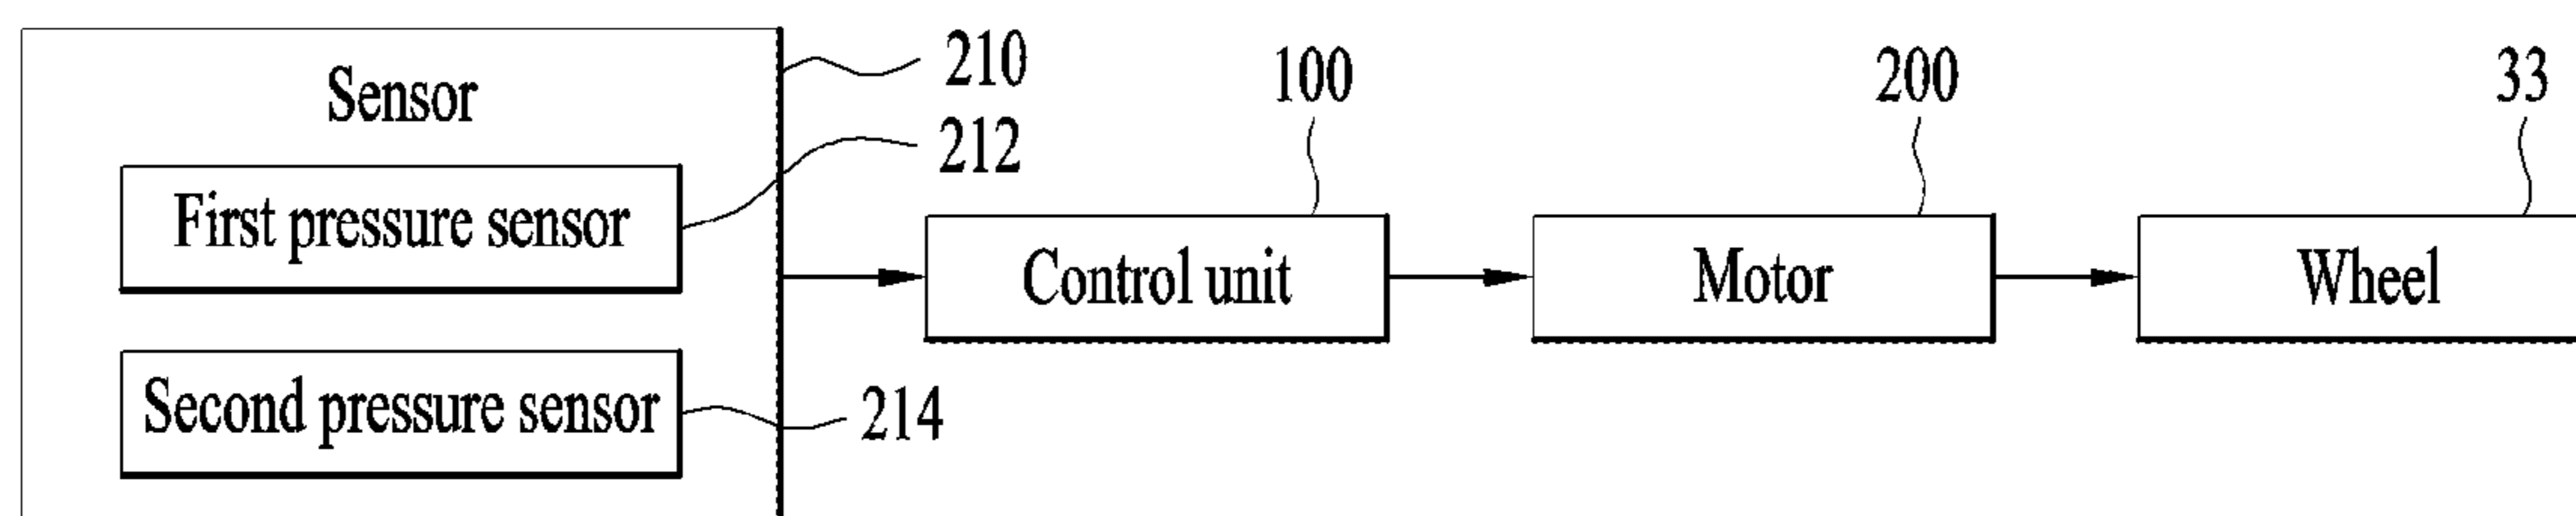 Sensor
210
First pressure sensor
212
Second pressure sensor
214
Control unit
100
Motor
200
Wheel
33